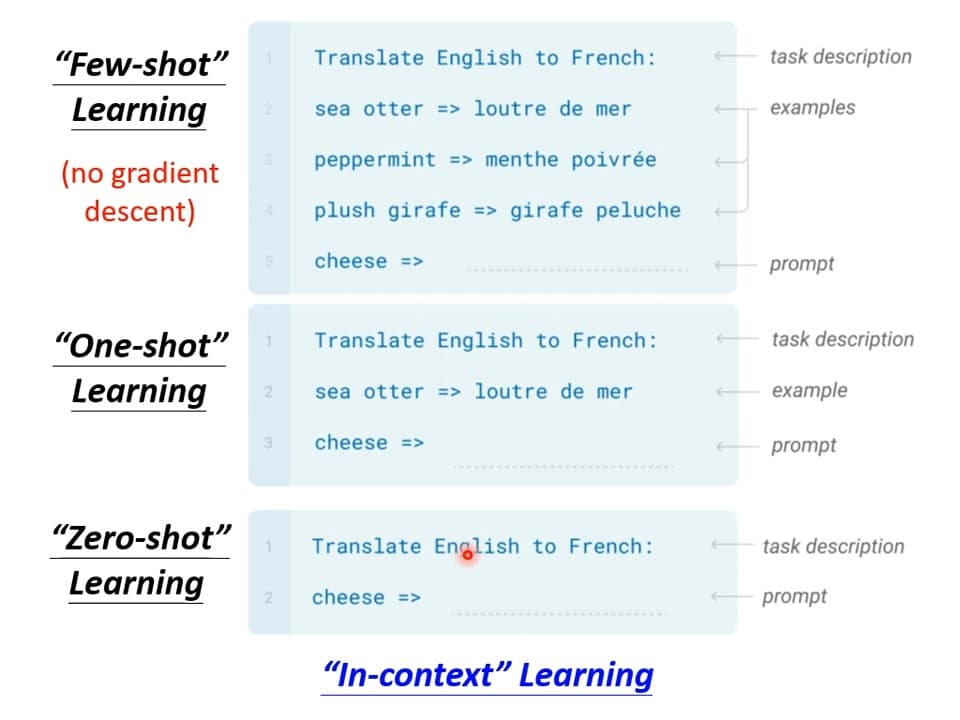 “Few-shot”
Learning
(no gradient
descent)
1 Translate English to French: task description
2 sea otter => loutre de mer examples
3 peppermint => menthe poivrée
4 plush girafe => girafe peluche
5 cheese => prompt
“One-shot”
Learning
1 Translate English to French: task description
2 sea otter => loutre de mer example
3 cheese => prompt
“Zero-shot”
Learning
1 Translate English to French: task description
2 cheese => prompt
“In-context” Learning